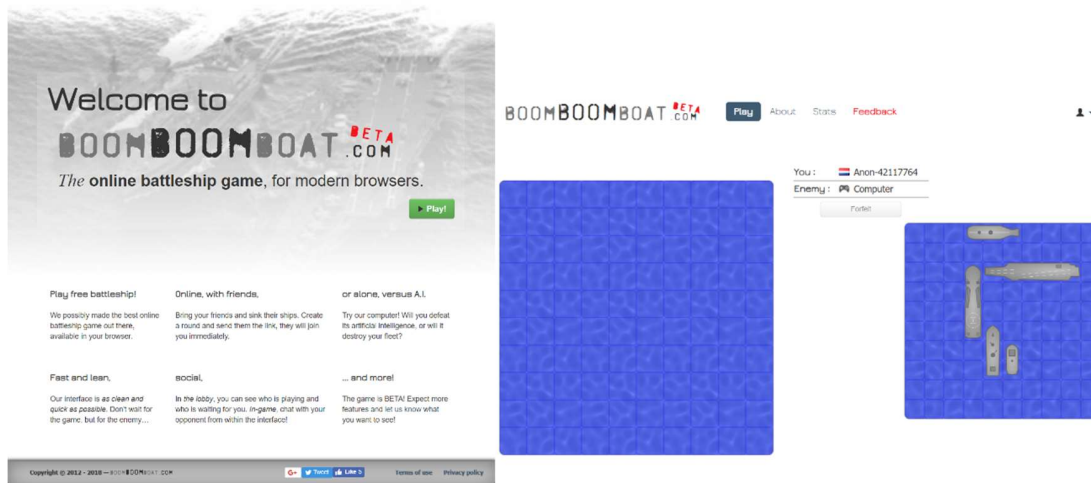 Welcome to
BOOMBOOMBOAT.COM BETA
The online battleship game, for modern browsers.
Play!
Play free battleship!
We possibly made the best online
battleship game out there,
available in your browser.
Online, with friends,
Bring your friends and sink their ships. Create
a round and send them the link, they will join
you immediately.
or alone, versus A.I.
Try our computer! Will you defeat
its artificial intelligence, or will it
destroy your fleet?
Fast and lean,
Our interface is as clean and
quick as possible. Don't wait for
the game, but for the enemy...
social,
In the lobby, you can see who is playing and
who is waiting for you. In-game, chat with your
opponent from within the interface!
... and more!
The game is BETA! Expect more
features and let us know what
you want to see!
Copyright © 2012 - 2018 — BOOMBOOMBOAT.COM
G+ Tweet Like 5
Terms of use Privacy policy
BOOMBOOMBOAT.COM BETA
Play About Stats Feedback
You : Anon-42117764
Enemy : Computer
Forfeit